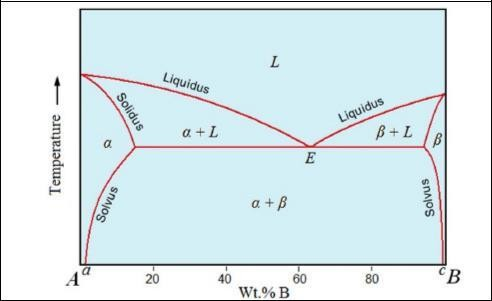 L
Liquidus
Liquidus
Solidus
α + L
β + L
α
β
E
Temperature
Solvus
Solvus
α + β
A a
20
40
60
80
c B
Wt.% B